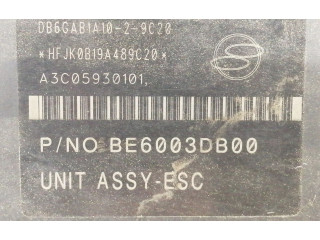 DB6GAB1A10-2-9C20
*HFJK0B19A489C20*
A3C05930101.
P/NO BE6003DB00
UNIT ASSY-ESC